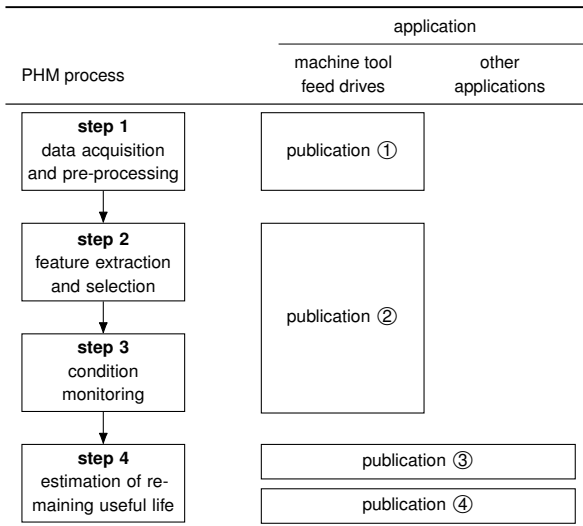 application
PHM process
machine tool
feed drives
other
applications
step 1
data acquisition
and pre-processing
publication ①
step 2
feature extraction
and selection
publication ②
step 3
condition
monitoring
step 4
estimation of re-
maining useful life
publication ③
publication ④